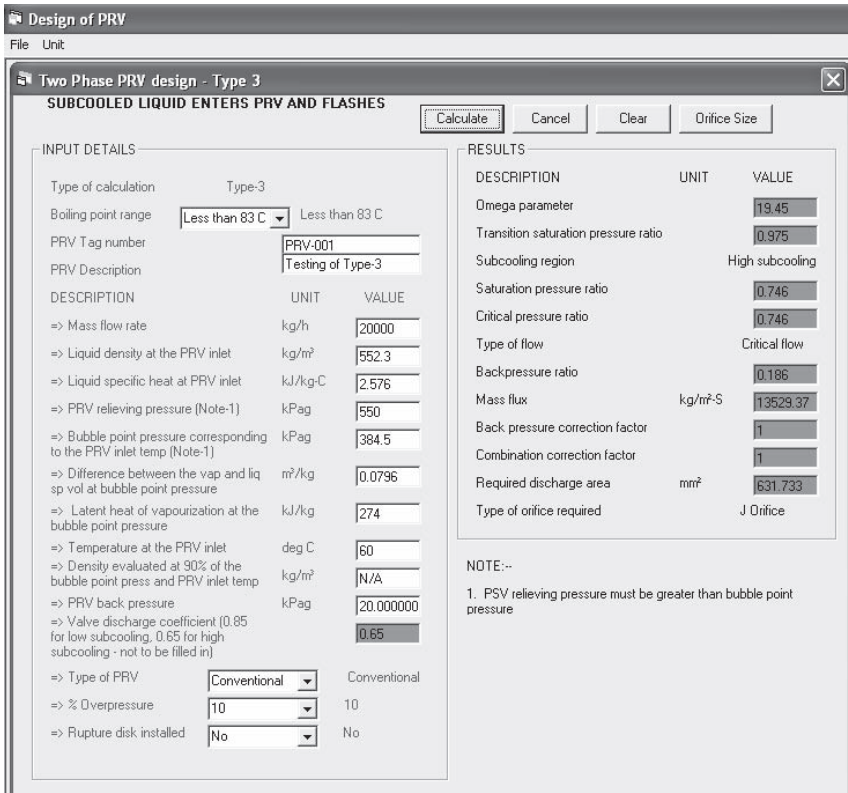 Design of PRV
File Unit
Two Phase PRV design - Type 3
SUBCOOLED LIQUID ENTERS PRV AND FLASHES
Calculate Cancel Clear Orifice Size
INPUT DETAILS
Type of calculation Type-3
Boiling point range Less than 83 C Less than 83 C
PRV Tag number PRV-001
PRV Description Testing of Type-3
DESCRIPTION UNIT VALUE
=> Mass flow rate kg/h 20000
=> Liquid density at the PRV inlet kg/m³ 552.3
=> Liquid specific heat at PRV inlet kJ/kg-C 2.576
=> PRV relieving pressure (Note-1) kPag 550
=> Bubble point pressure corresponding kPag 384.5
to the PRV inlet temp (Note-1)
=> Difference between the vap and liq m³/kg 0.0796
sp vol at bubble point pressure
=> Latent heat of vapourization at the kJ/kg 274
bubble point pressure
=> Temperature at the PRV inlet deg C 60
=> Density evaluated at 90% of the
bubble point press and PRV inlet temp kg/m³ N/A
=> PRV back pressure kPag 20.000000
=> Valve discharge coefficient (0.85
for low subcooling, 0.65 for high 0.65
subcooling - not to be filled in)
=> Type of PRV Conventional Conventional
=> % Overpressure 10 10
=> Rupture disk installed No No
RESULTS
DESCRIPTION UNIT VALUE
Omega parameter 19.45
Transition saturation pressure ratio 0.975
Subcooling region High subcooling
Saturation pressure ratio 0.746
Critical pressure ratio 0.746
Type of flow Critical flow
Backpressure ratio 0.186
Mass flux kg/m²-S 13529.37
Back pressure correction factor 1
Combination correction factor 1
Required discharge area mm² 631.733
Type of orifice required J Orifice
NOTE:--
1. PSV relieving pressure must be greater than bubble point
pressure